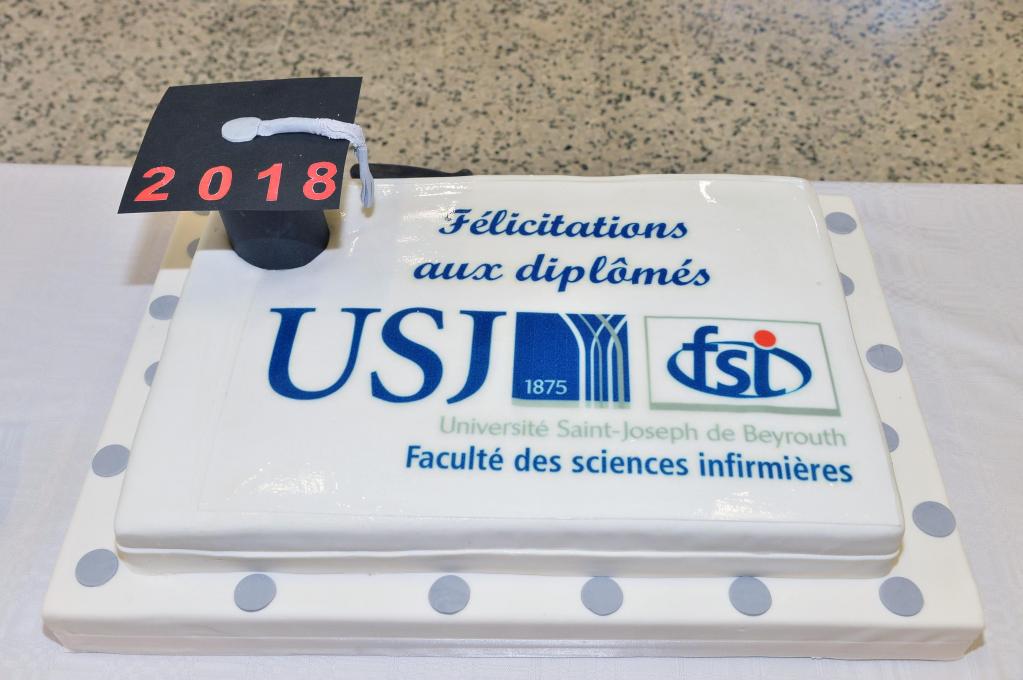 2018
Félicitations
aux diplômés
USJ
1875
fsi
Université Saint-Joseph de Beyrouth
Faculté des sciences infirmières